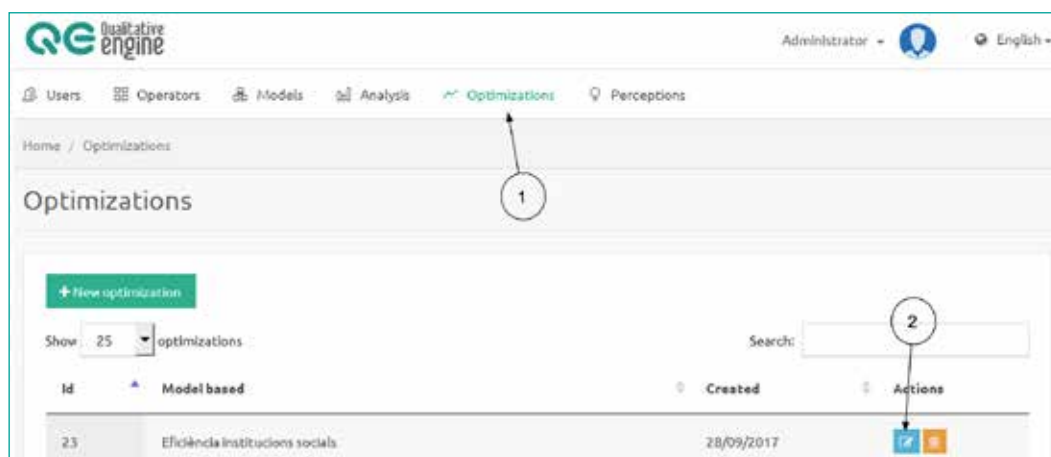 QE Qualitative engine
Administrator
English
Users Operators Models Analysis Optimizations Perceptions
Home / Optimizations
1
Optimizations
+ New optimization
2
Show 25 optimizations Search:
Id Model based Created Actions
23 Eficiència institucions socials 28/09/2017